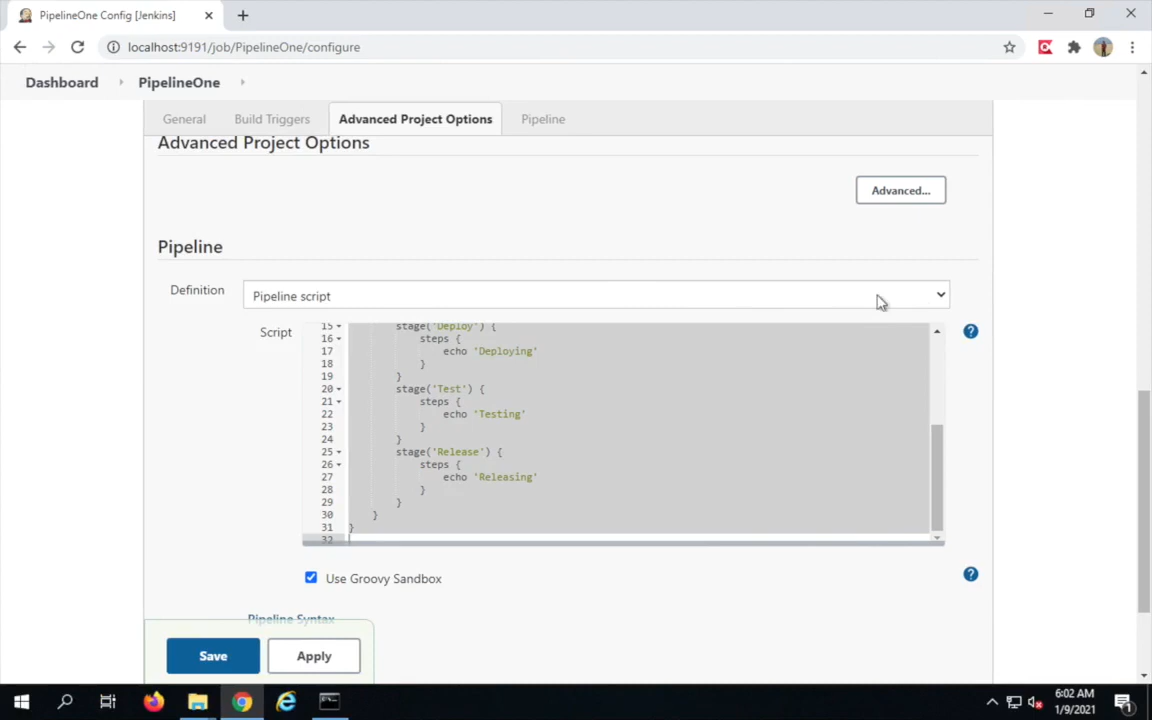 PipelineOne Config [Jenkins]
localhost:9191/job/PipelineOne/configure
Dashboard PipelineOne
General Build Triggers Advanced Project Options Pipeline
Advanced Project Options
Advanced...
Pipeline
Definition Pipeline script
Script
15 stage('Deploy') {
16 steps {
17 echo 'Deploying'
18 }
19 }
20 stage('Test') {
21 steps {
22 echo 'Testing'
23 }
24 }
25 stage('Release') {
26 steps {
27 echo 'Releasing'
28 }
29 }
30 }
31 }
32
Use Groovy Sandbox
Pipeline Syntax
Save Apply
6:02 AM
1/9/2021